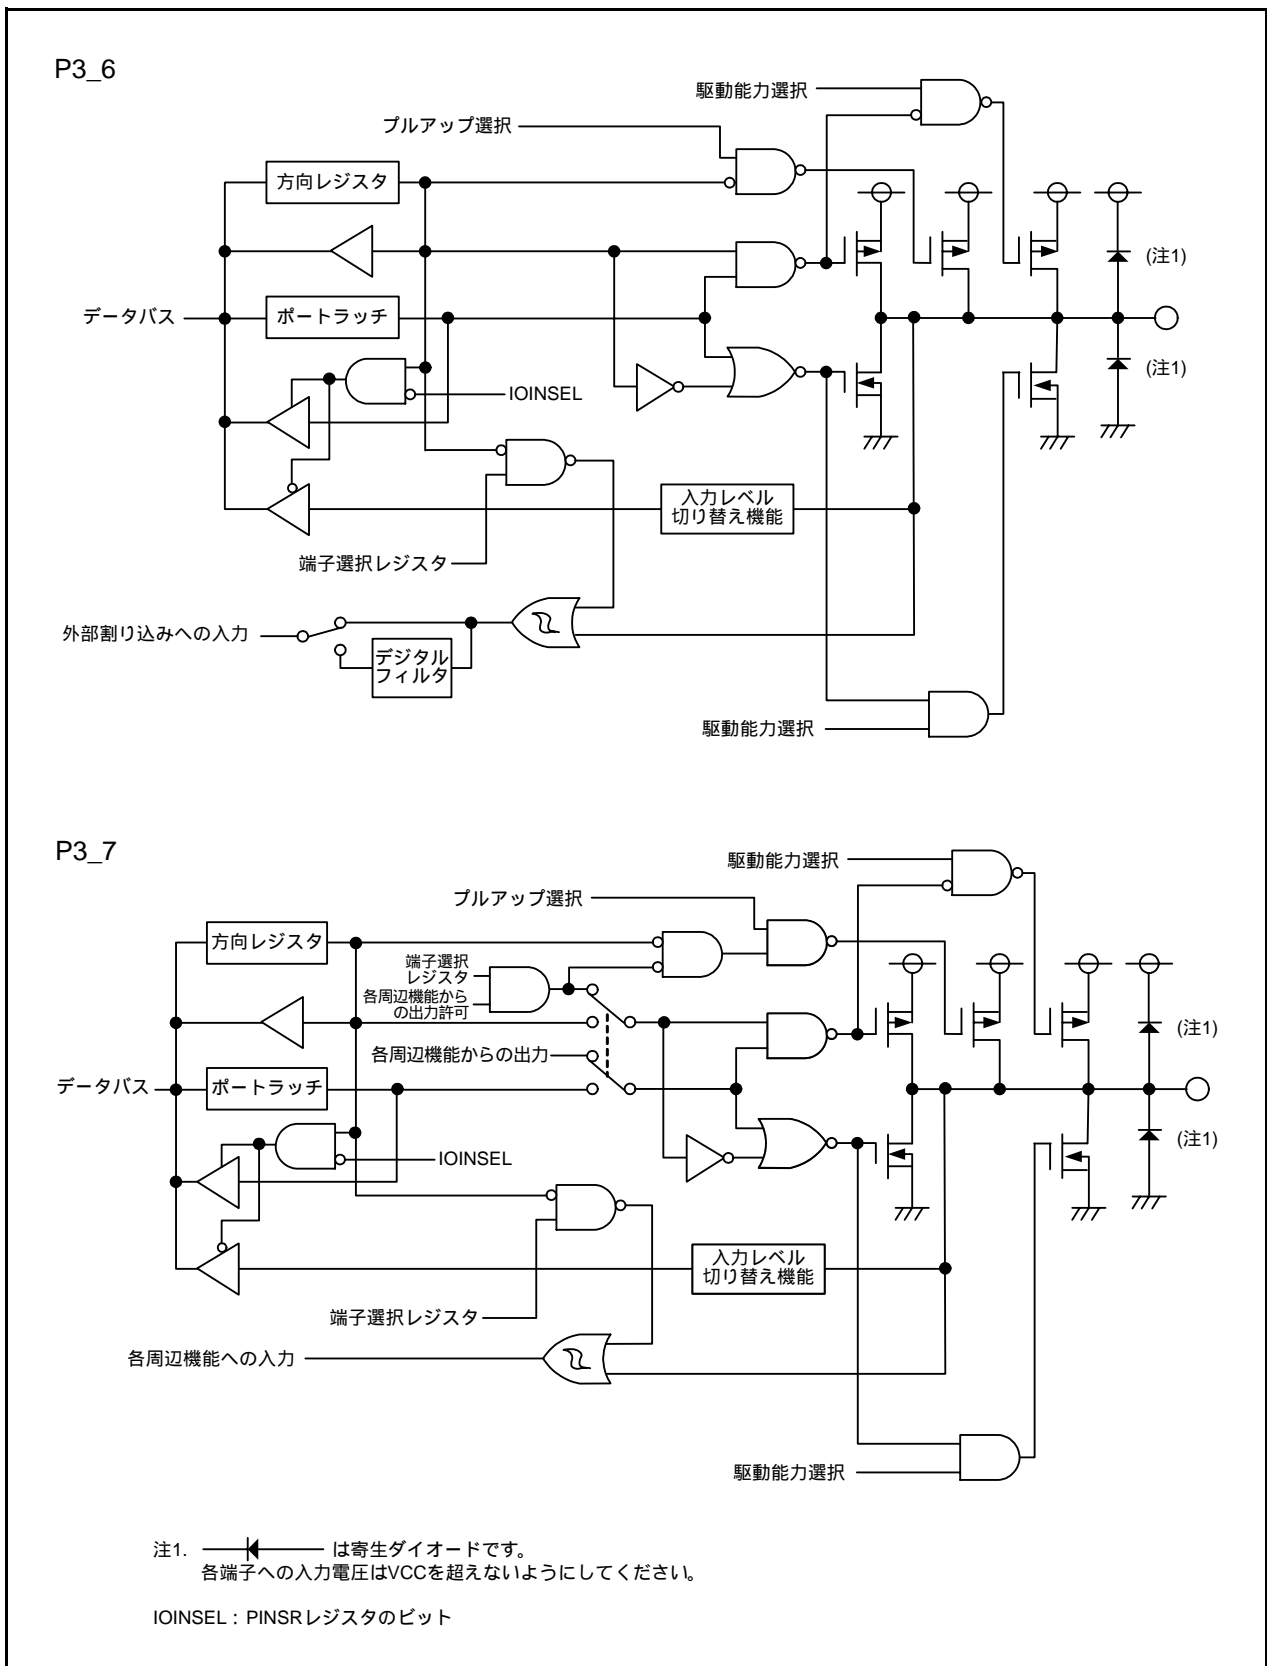 P3_6
駆動能力選択
プルアップ選択
方向レジスタ
(注1)
データバス
ポートラッチ
(注1)
IOINSEL
入力レベル
切り替え機能
端子選択レジスタ
外部割り込みへの入力
デジタル
フィルタ
駆動能力選択
P3_7
駆動能力選択
プルアップ選択
方向レジスタ
端子選択
レジスタ
各周辺機能から
の出力許可
(注1)
各周辺機能からの出力
データバス
ポートラッチ
(注1)
IOINSEL
入力レベル
切り替え機能
端子選択レジスタ
各周辺機能への入力
駆動能力選択
注1. は寄生ダイオードです。
各端子への入力電圧はVCCを超えないようにしてください。
IOINSEL : PINSRレジスタのビット